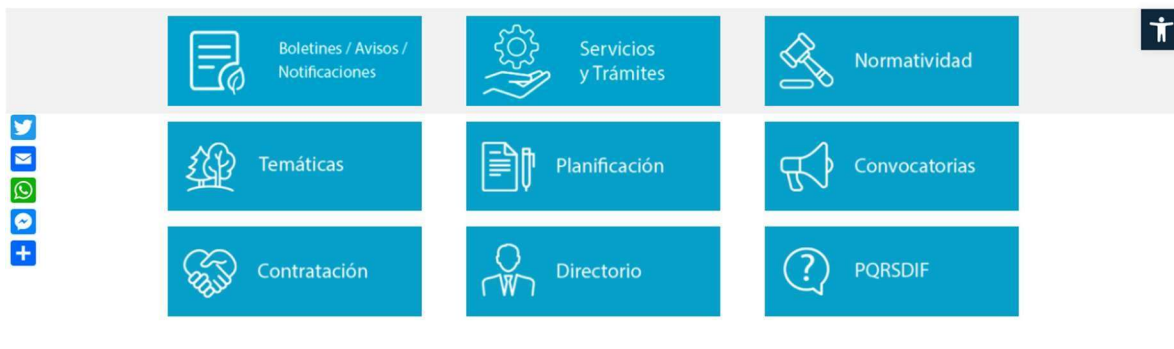 Boletines / Avisos /
Notificaciones
Servicios
y Trámites
Normatividad
Temáticas
Planificación
Convocatorias
Contratación
Directorio
PQRSDIF